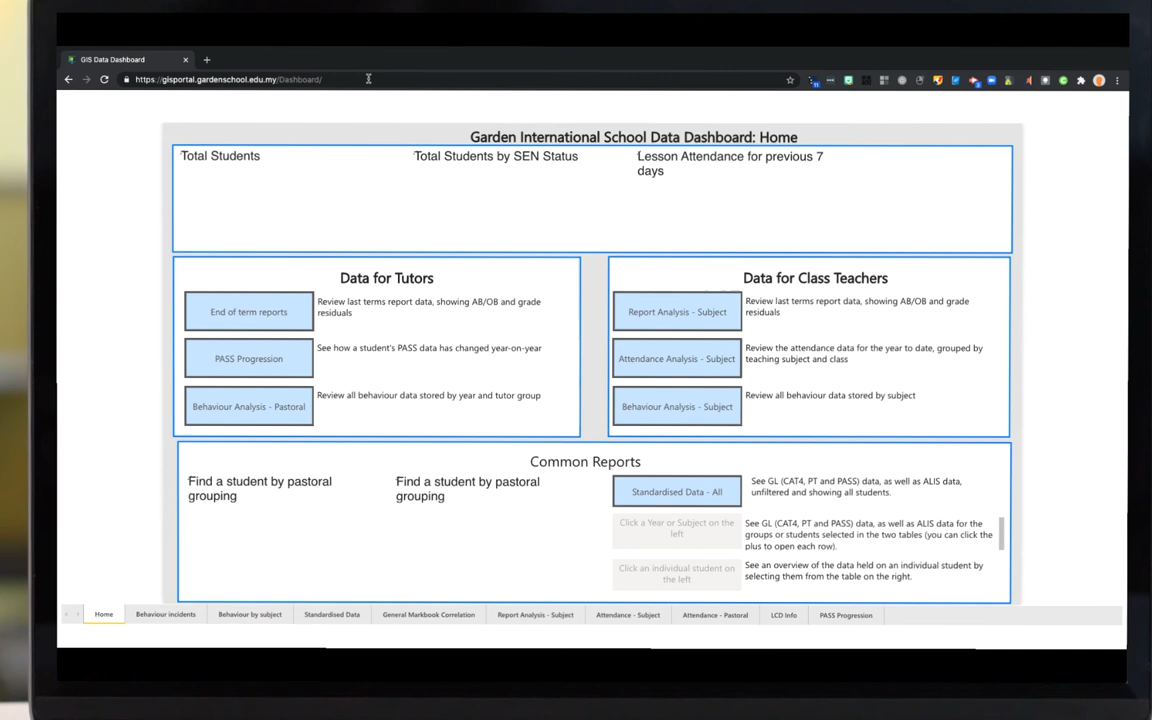 GIS Data Dashboard
https://gisportal.gardenschool.edu.my/Dashboard/
Garden International School Data Dashboard: Home
Total Students
Total Students by SEN Status
Lesson Attendance for previous 7
days
Data for Tutors
End of term reports
Review last terms report data, showing AB/OB and grade
residuals
PASS Progression
See how a student's PASS data has changed year-on-year
Behaviour Analysis - Pastoral
Review all behaviour data stored by year and tutor group
Data for Class Teachers
Report Analysis - Subject
Review last terms report data, showing AB/OB and grade
residuals
Attendance Analysis - Subject
Review the attendance data for the year to date, grouped by
teaching subject and class
Behaviour Analysis - Subject
Review all behaviour data stored by subject
Common Reports
Find a student by pastoral
grouping
Find a student by pastoral
grouping
Standardised Data - All
See GL (CAT4, PT and PASS) data, as well as ALIS data,
unfiltered and showing all students.
Click a Year or Subject on the
left
See GL (CAT4, PT and PASS) data, as well as ALIS data for the
groups or students selected in the two tables (you can click the
plus to open each row).
Click an individual student on
the left
See an overview of the data held on an individual student by
selecting them from the table on the right.
Home
Behaviour incidents
Behaviour by subject
Standardised Data
General Markbook Correlation
Report Analysis - Subject
Attendance - Subject
Attendance - Pastoral
LCD Info
PASS Progression